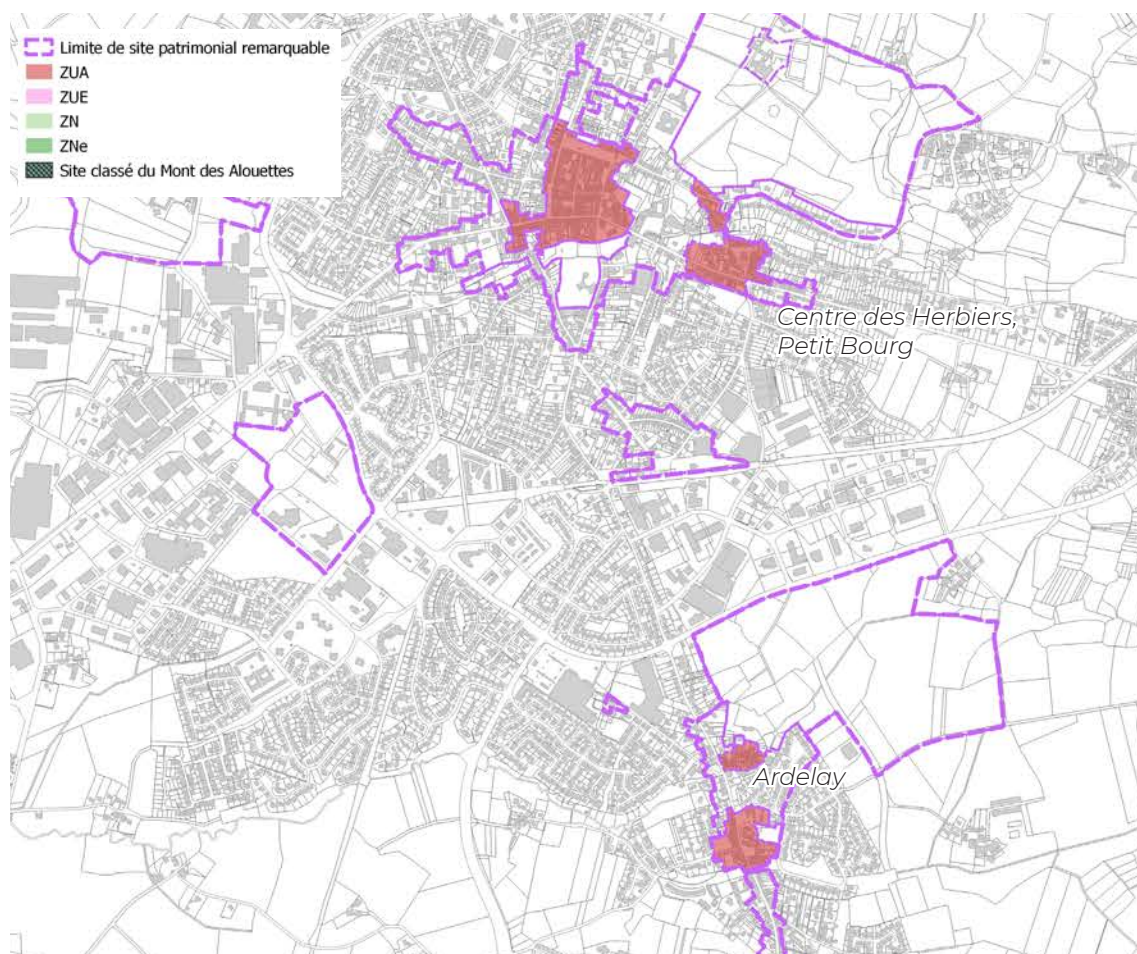 Limite de site patrimonial remarquable
ZUA
ZUE
ZN
ZNe
Site classé du Mont des Alouettes
Centre des Herbiers,
Petit Bourg
Ardelay